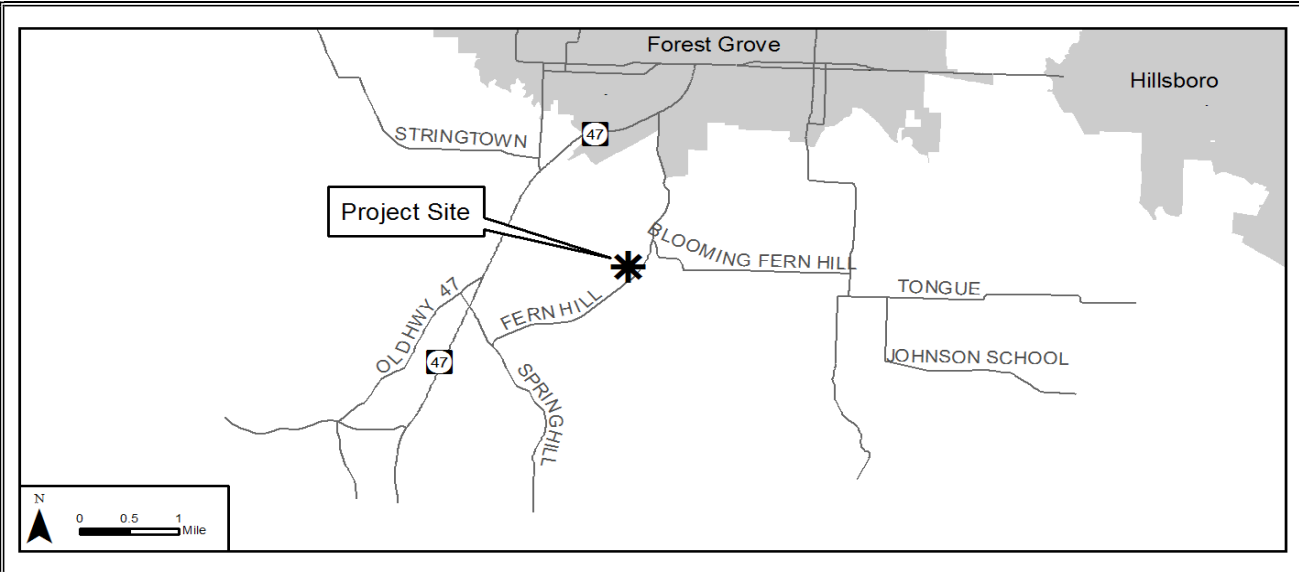 Forest Grove
Hillsboro
STRINGTOWN
47
Project Site
BLOOMING FERN HILL
TONGUE
OLD HWY 47
FERN HILL
47
JOHNSON SCHOOL
SPRINGHILL
N
0 0.5 1
Mile